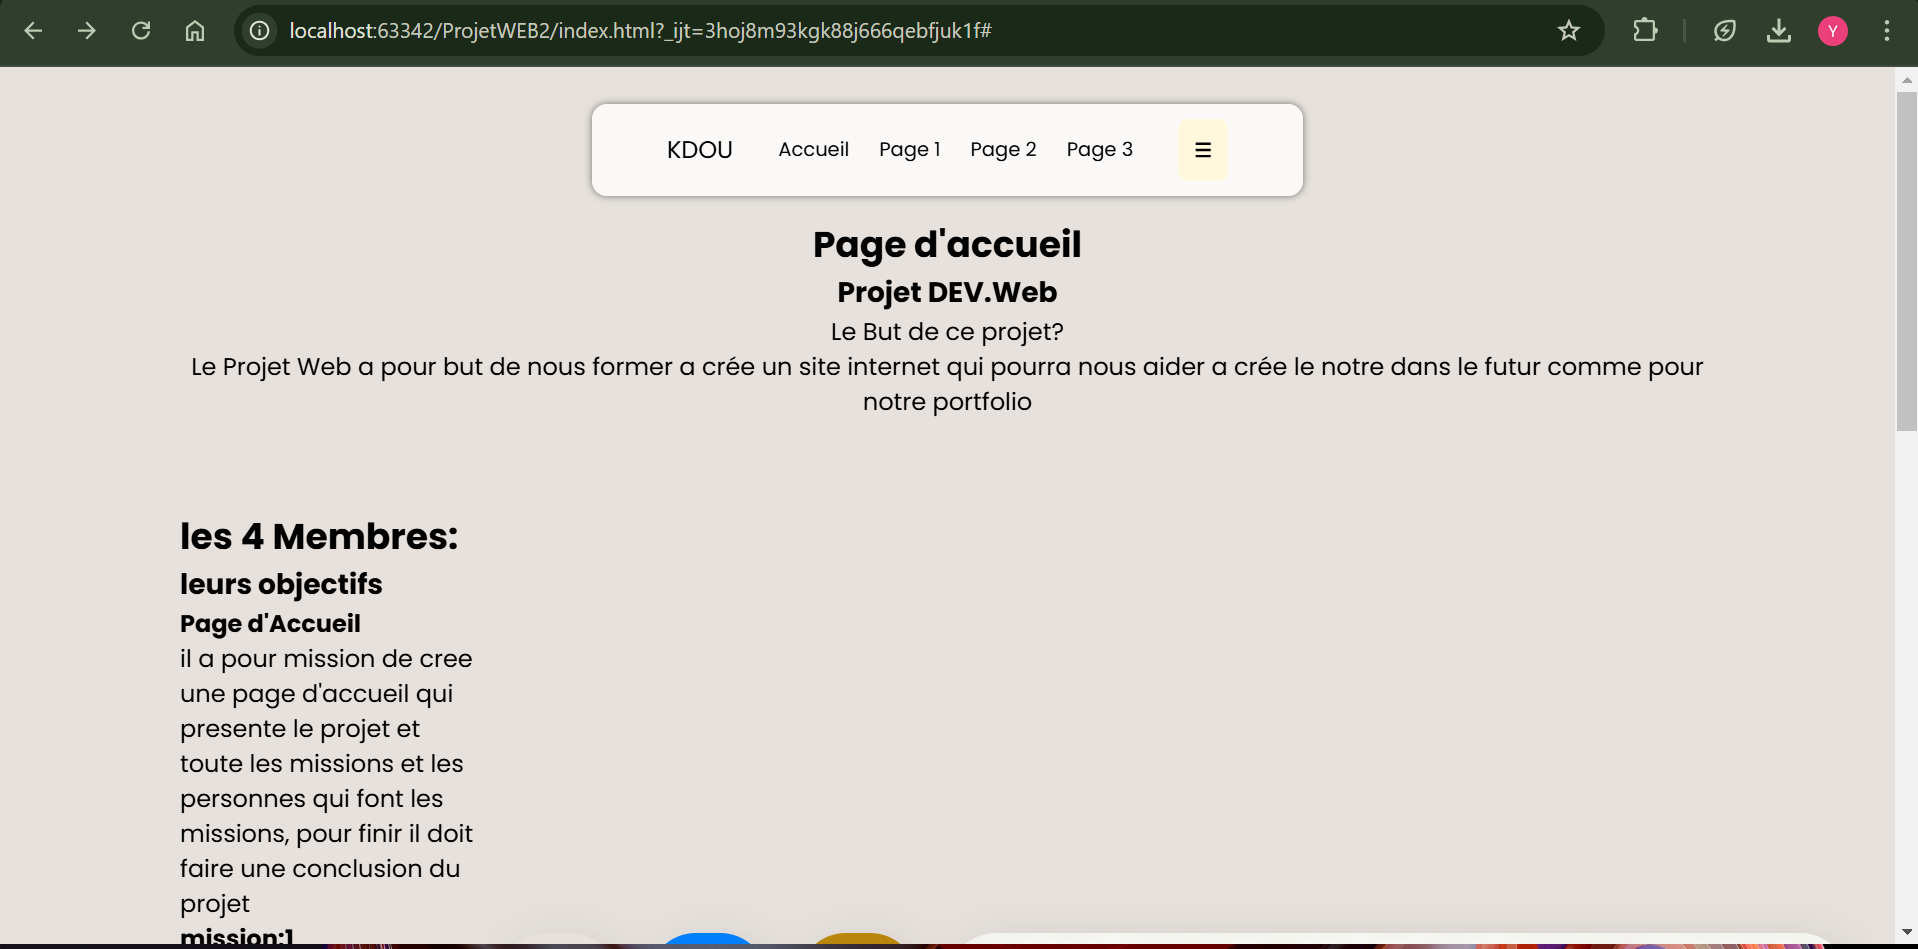 localhost:63342/ProjetWEB2/index.html?_ijt=3hoj8m93kgk88j666qebfjuk1f#
Y
KDOU Accueil Page 1 Page 2 Page 3
Page d'accueil
Projet DEV.Web
Le But de ce projet?
Le Projet Web a pour but de nous former a crée un site internet qui pourra nous aider a crée le notre dans le futur comme pour
notre portfolio
les 4 Membres:
leurs objectifs
Page d'Accueil
il a pour mission de cree
une page d'accueil qui
presente le projet et
toute les missions et les
personnes qui font les
missions, pour finir il doit
faire une conclusion du
projet
mission:1